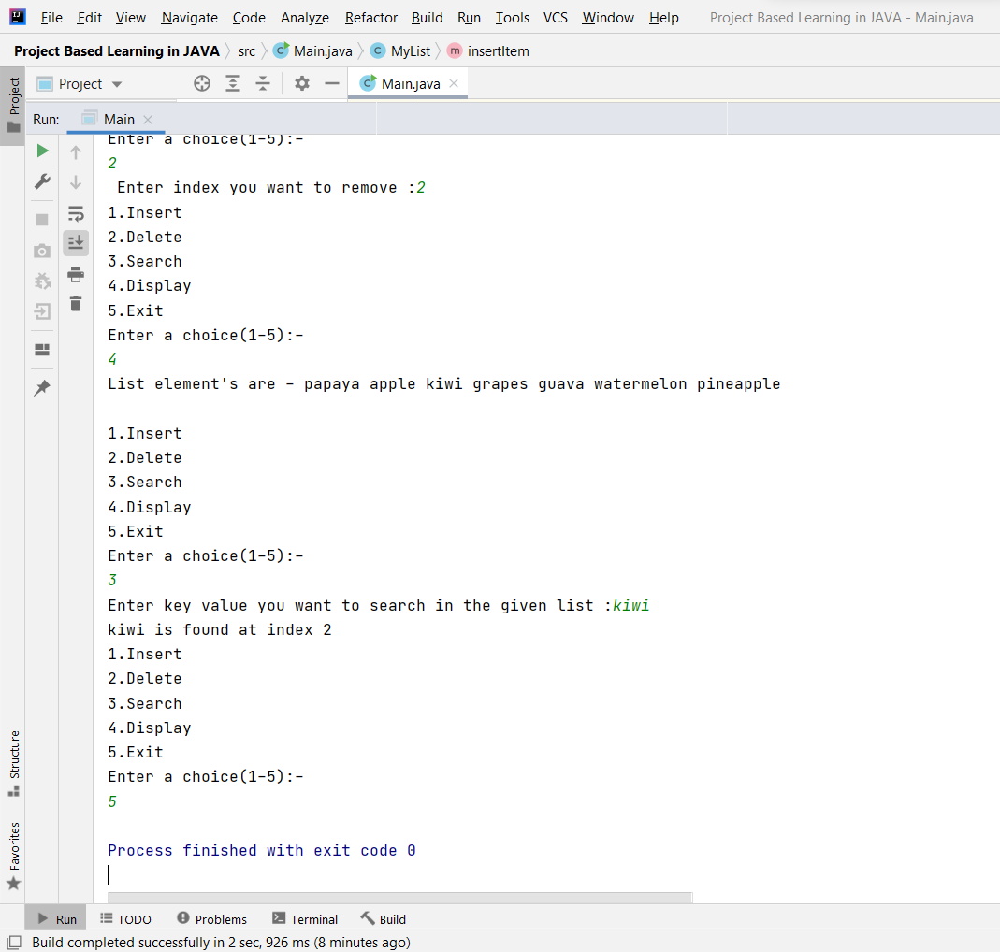 File Edit View Navigate Code Analyze Refactor Build Run Tools VCS Window Help Project Based Learning in JAVA - Main.java
Project Based Learning in JAVA src Main.java MyList insertItem
Project Main.java
Project
Run: Main
Enter a choice(1-5):-
2
Enter index you want to remove :2
1.Insert
2.Delete
3.Search
4.Display
5.Exit
Enter a choice(1-5):-
4
List element's are - papaya apple kiwi grapes guava watermelon pineapple
1.Insert
2.Delete
3.Search
4.Display
5.Exit
Enter a choice(1-5):-
3
Enter key value you want to search in the given list :kiwi
kiwi is found at index 2
1.Insert
2.Delete
3.Search
4.Display
5.Exit
Enter a choice(1-5):-
5
Process finished with exit code 0
Structure
Favorites
Run TODO Problems Terminal Build
Build completed successfully in 2 sec, 926 ms (8 minutes ago)